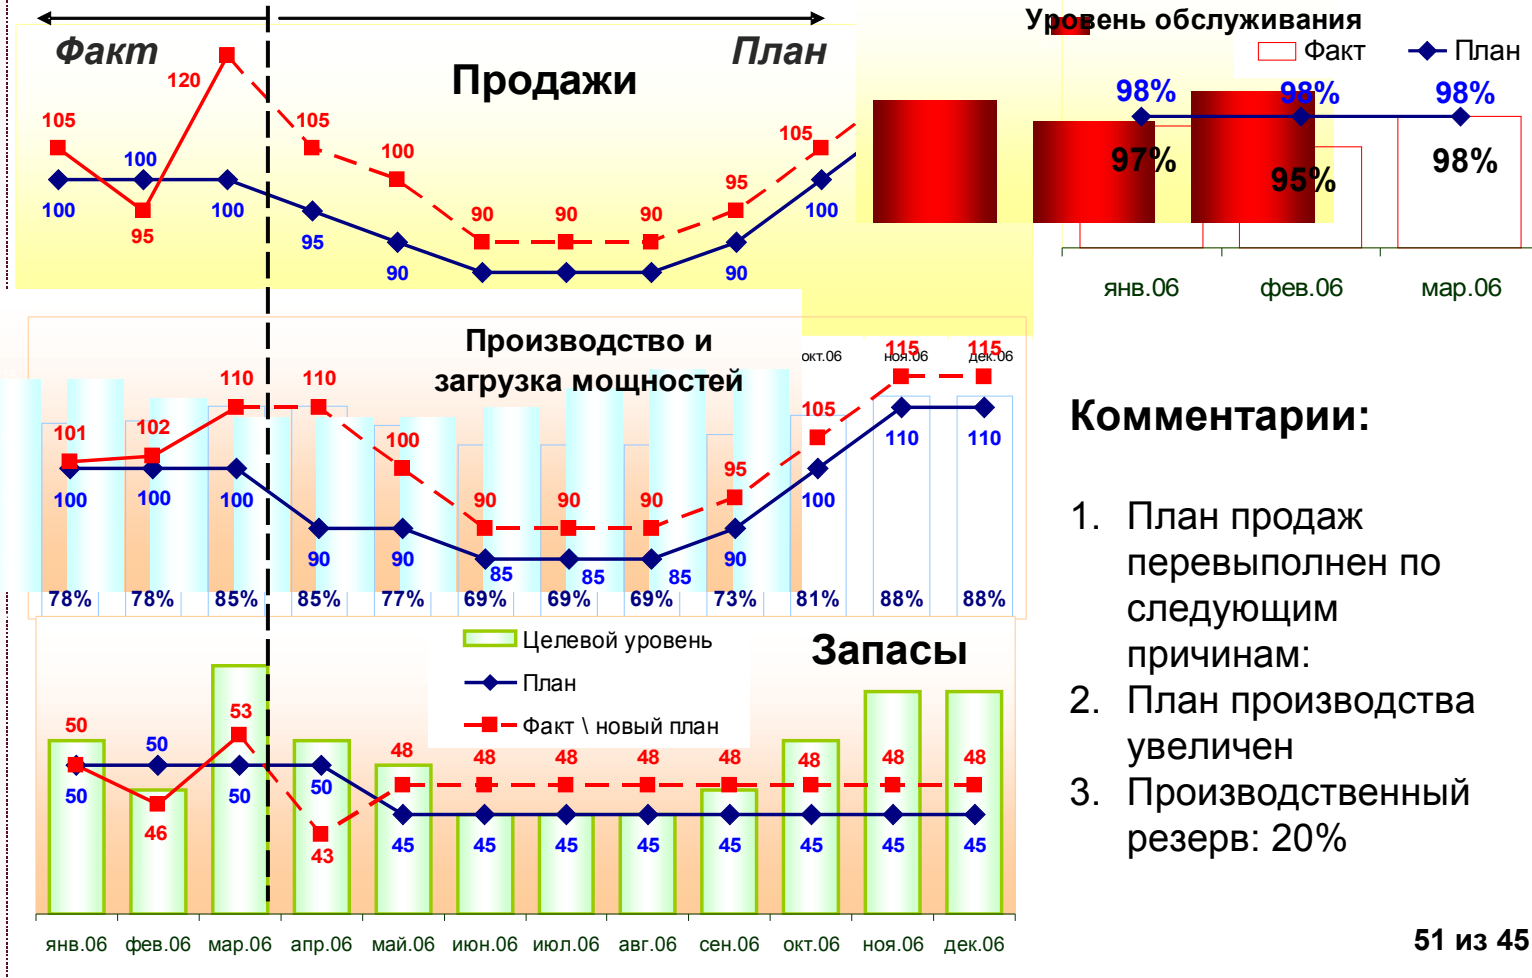 Факт
План
Продажи
105
120
105
100
105
100
95
90
90
90
95
100
100
100
95
90
90
100
Уровень обслуживания
Факт
План
98%
98%
98%
97%
95%
98%
янв.06
фев.06
мар.06
Производство и
загрузка мощностей
окт.06
ноя.06
дек.06
101
102
110
110
100
90
90
90
95
105
115
115
100
100
100
90
90
85
85
85
90
100
110
110
78%
78%
85%
85%
77%
69%
69%
69%
73%
81%
88%
88%
Запасы
Целевой уровень
План
Факт \ новый план
50
50
53
48
48
48
48
48
48
48
48
50
46
50
50
43
45
45
45
45
45
45
45
45
янв.06
фев.06
мар.06
апр.06
май.06
июн.06
июл.06
авг.06
сен.06
окт.06
ноя.06
дек.06
Комментарии:
1. План продаж
перевыполнен по
следующим
причинам:
2. План производства
увеличен
3. Производственный
резерв: 20%
51 из 45